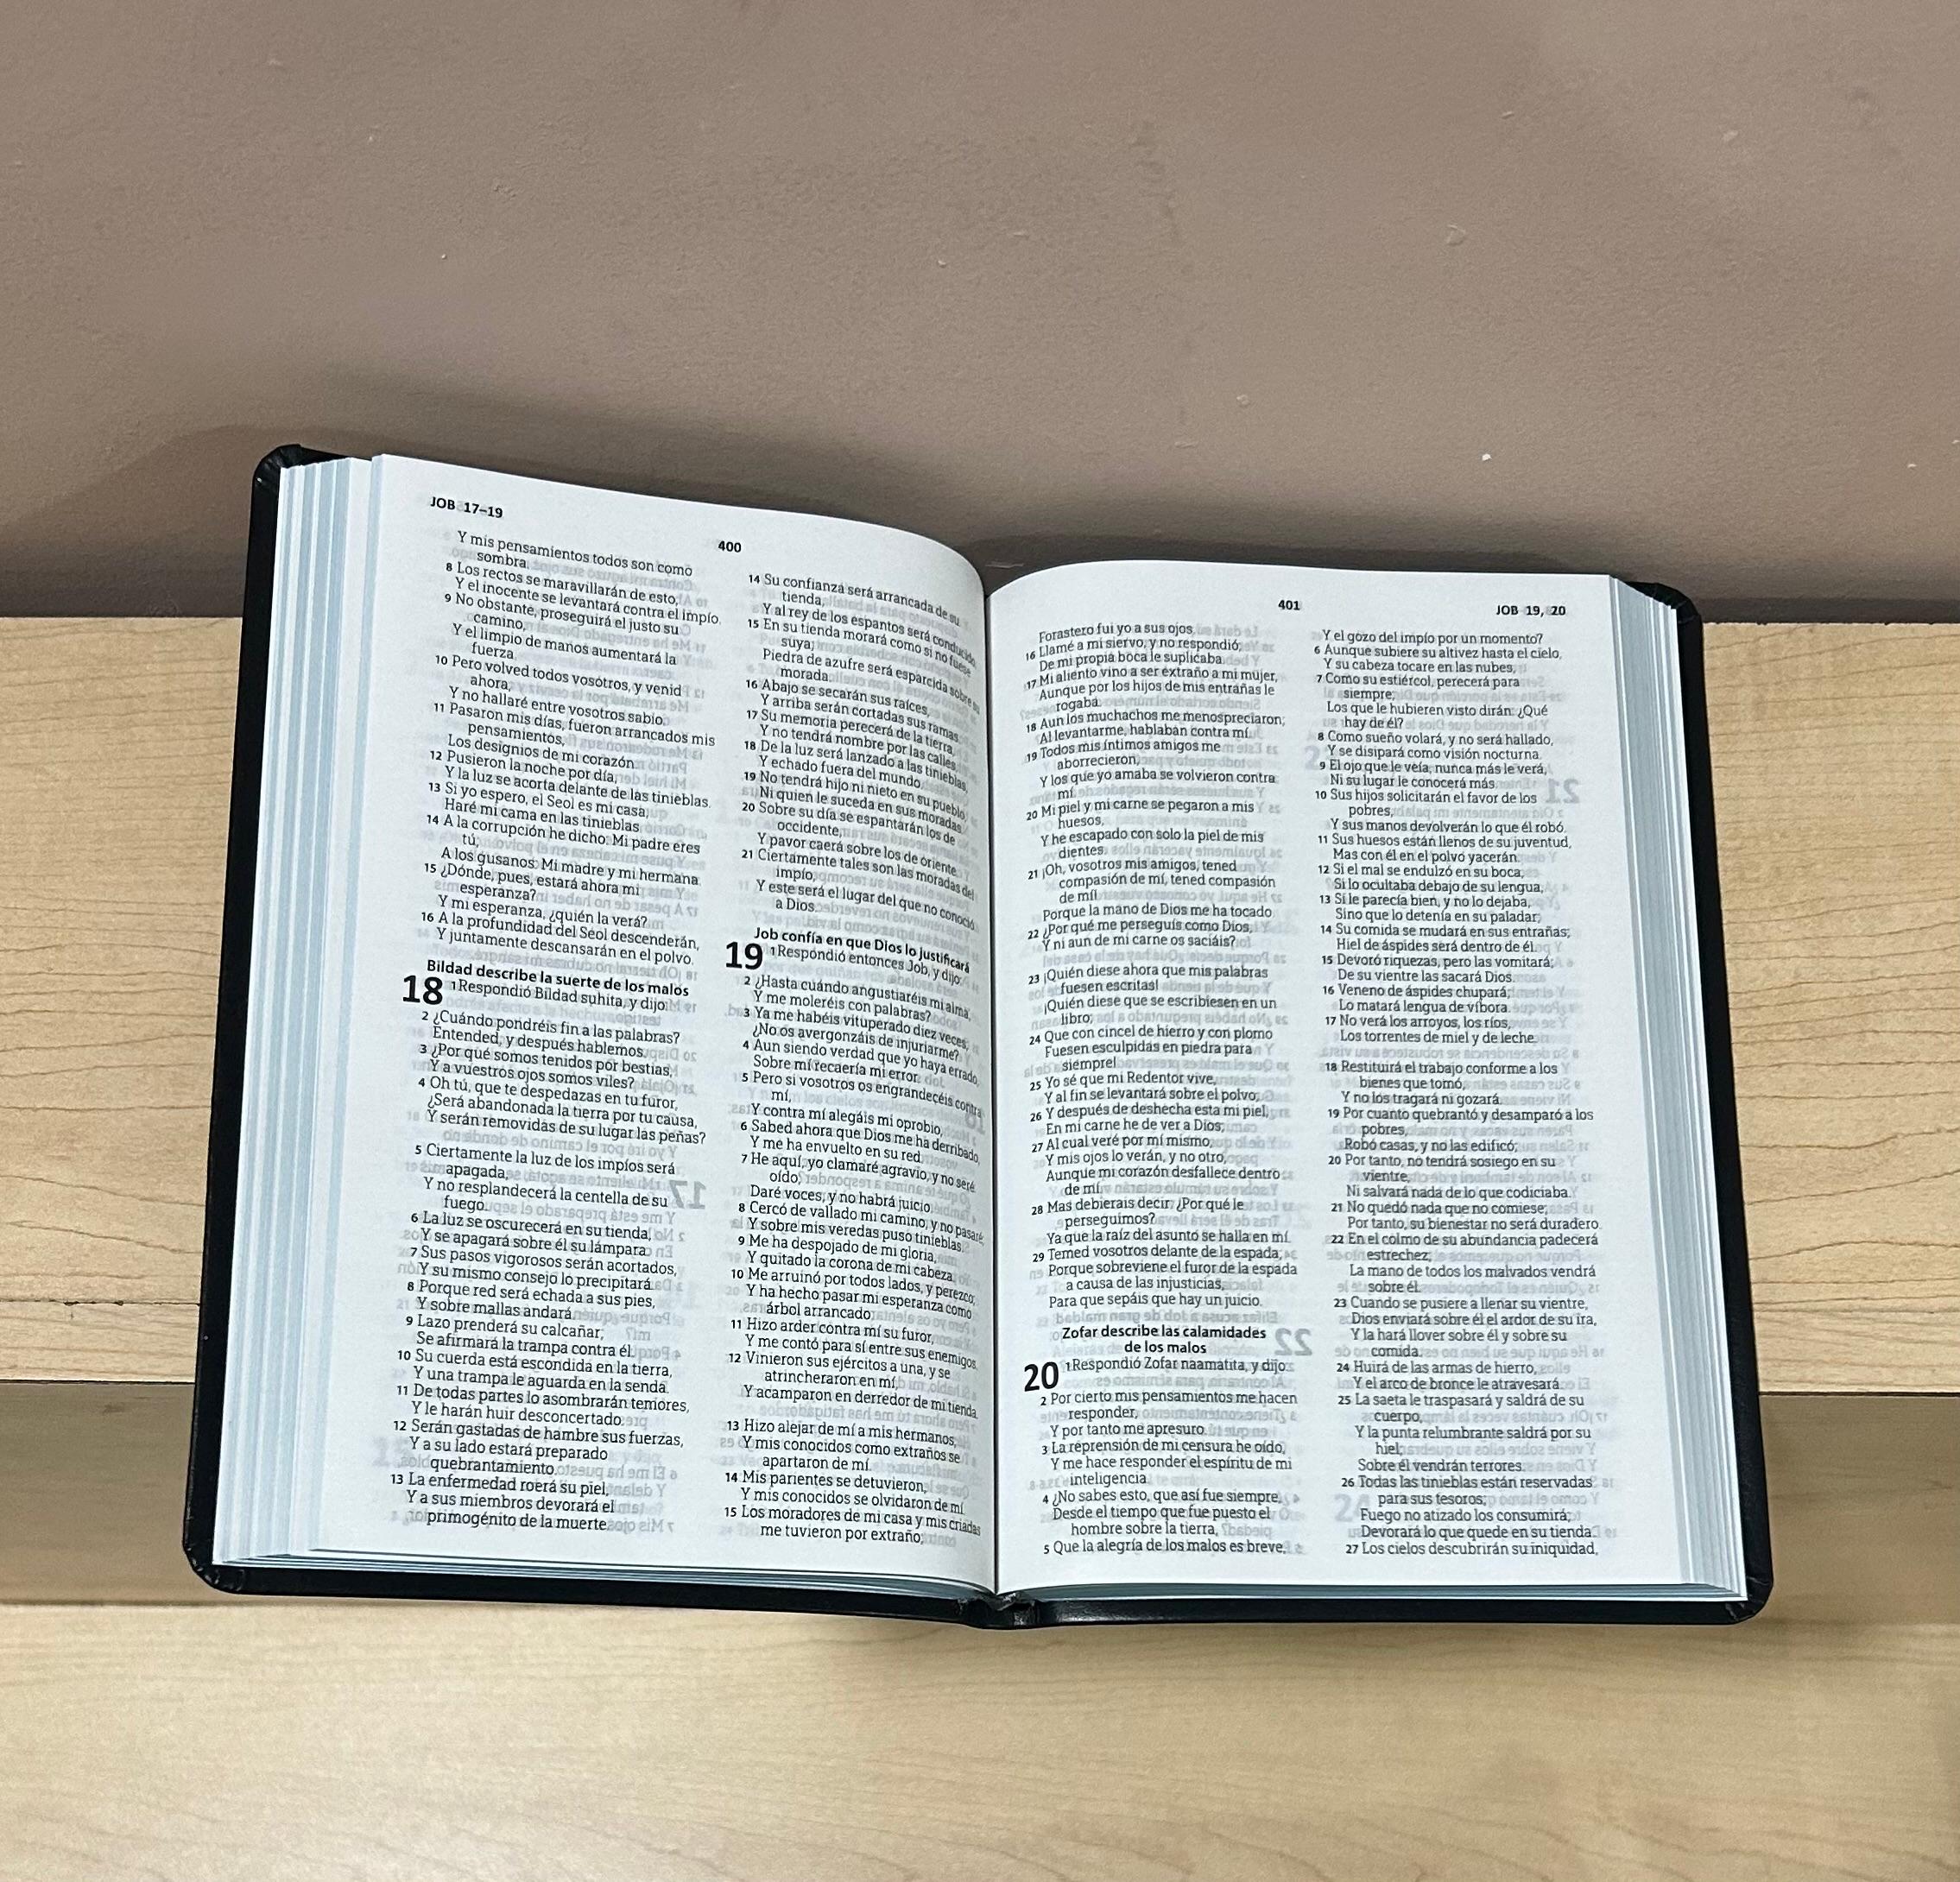 JOB 17–19
400
Y mis pensamientos todos son como
sombra.
8 Los rectos se maravillarán de esto,
Y el inocente se levantará contra el impío.
9 No obstante, proseguirá el justo su
camino,
Y el limpio de manos aumentará la
fuerza.
10 Pero volved todos vosotros, y venid
ahora,
Y no hallaré entre vosotros sabio.
11 Pasaron mis días, fueron arrancados mis
pensamientos,
Los designios de mi corazón.
12 Pusieron la noche por día,
Y la luz se acorta delante de las tinieblas.
13 Si yo espero, el Seol es mi casa;
Haré mi cama en las tinieblas.
14 A la corrupción he dicho: Mi padre eres
tú;
A los gusanos: Mi madre y mi hermana.
15 ¿Dónde, pues, estará ahora mi
esperanza?
Y mi esperanza, ¿quién la verá?
16 A la profundidad del Seol descenderán,
Y juntamente descansarán en el polvo.
Bildad describe la suerte de los malos
18 1 Respondió Bildad suhita, y dijo:
2 ¿Cuándo pondréis fin a las palabras?
Entended, y después hablemos.
3 ¿Por qué somos tenidos por bestias,
Y a vuestros ojos somos viles?
4 Oh tú, que te despedazas en tu furor,
¿Será abandonada la tierra por tu causa,
Y serán removidas de su lugar las peñas?
5 Ciertamente la luz de los impíos será
apagada,
Y no resplandecerá la centella de su
fuego.
6 La luz se oscurecerá en su tienda,
Y se apagará sobre él su lámpara.
7 Sus pasos vigorosos serán acortados,
Y su mismo consejo lo precipitará.
8 Porque red será echada a sus pies,
Y sobre mallas andará.
9 Lazo prenderá su calcañar;
Se afirmará la trampa contra él.
10 Su cuerda está escondida en la tierra,
Y una trampa le aguarda en la senda.
11 De todas partes lo asombrarán temores,
Y le harán huir desconcertado.
12 Serán gastadas de hambre sus fuerzas,
Y a su lado estará preparado
quebrantamiento.
13 La enfermedad roerá su piel,
Y a sus miembros devorará el
primogénito de la muerte.
14 Su confianza será arrancada de su
tienda,
Y al rey de los espantos será conducido.
15 En su tienda morará como si no fuese
suya;
Piedra de azufre será esparcida sobre su
morada.
16 Abajo se secarán sus raíces,
Y arriba serán cortadas sus ramas.
17 Su memoria perecerá de la tierra,
Y no tendrá nombre por las calles.
18 De la luz será lanzado a las tinieblas,
Y echado fuera del mundo.
19 No tendrá hijo ni nieto en su pueblo,
Ni quien le suceda en sus moradas.
20 Sobre su día se espantarán los de
occidente,
Y pavor caerá sobre los de oriente.
21 Ciertamente tales son las moradas del
impío,
Y este será el lugar del que no conoció
a Dios.
Job confía en que Dios lo justificará
19 1 Respondió entonces Job, y dijo:
2 ¿Hasta cuándo angustiaréis mi alma,
Y me moleréis con palabras?
3 Ya me habéis vituperado diez veces;
¿No os avergonzáis de injuriarme?
4 Aun siendo verdad que yo haya errado,
Sobre mí recaería mi error.
5 Pero si vosotros os engrandecéis contra
mí,
Y contra mí alegáis mi oprobio,
6 Sabed ahora que Dios me ha derribado,
Y me ha envuelto en su red.
7 He aquí, yo clamaré agravio, y no seré
oído;
Daré voces, y no habrá juicio.
8 Cercó de vallado mi camino, y no pasaré;
Y sobre mis veredas puso tinieblas.
9 Me ha despojado de mi gloria,
Y quitado la corona de mi cabeza.
10 Me arruinó por todos lados, y perezco;
Y ha hecho pasar mi esperanza como
árbol arrancado.
11 Hizo arder contra mí su furor,
Y me contó para sí entre sus enemigos.
12 Vinieron sus ejércitos a una, y se
atrincheraron en mí,
Y acamparon en derredor de mi tienda.
13 Hizo alejar de mí a mis hermanos,
Y mis conocidos como extraños se
apartaron de mí.
14 Mis parientes se detuvieron,
Y mis conocidos se olvidaron de mí.
15 Los moradores de mi casa y mis criadas
me tuvieron por extraño;
401
JOB 19, 20
Forastero fui yo a sus ojos.
16 Llamé a mi siervo, y no respondió;
De mi propia boca le suplicaba.
17 Mi aliento vino a ser extraño a mi mujer,
Aunque por los hijos de mis entrañas le
rogaba.
18 Aun los muchachos me menospreciaron;
Al levantarme, hablaban contra mí.
19 Todos mis íntimos amigos me
aborrecieron,
Y los que yo amaba se volvieron contra
mí.
20 Mi piel y mi carne se pegaron a mis
huesos,
Y he escapado con solo la piel de mis
dientes.
21 ¡Oh, vosotros mis amigos, tened
compasión de mí, tened compasión
de mí!
Porque la mano de Dios me ha tocado.
22 ¿Por qué me perseguís como Dios,
Y ni aun de mi carne os saciáis?
23 ¡Quién diese ahora que mis palabras
fuesen escritas!
¡Quién diese que se escribiesen en un
libro;
24 Que con cincel de hierro y con plomo
Fuesen esculpidas en piedra para
siempre!
25 Yo sé que mi Redentor vive,
Y al fin se levantará sobre el polvo;
26 Y después de deshecha esta mi piel,
En mi carne he de ver a Dios;
27 Al cual veré por mí mismo,
Y mis ojos lo verán, y no otro,
Aunque mi corazón desfallece dentro
de mí.
28 Mas debierais decir: ¿Por qué le
perseguimos?
Ya que la raíz del asunto se halla en mí.
29 Temed vosotros delante de la espada;
Porque sobreviene el furor de la espada
a causa de las injusticias,
Para que sepáis que hay un juicio.
Zofar describe las calamidades
de los malos
20 1 Respondió Zofar naamatita, y dijo:
2 Por cierto mis pensamientos me hacen
responder,
Y por tanto me apresuro.
3 La reprensión de mi censura he oído,
Y me hace responder el espíritu de mi
inteligencia.
4 ¿No sabes esto, que así fue siempre,
Desde el tiempo que fue puesto el
hombre sobre la tierra,
5 Que la alegría de los malos es breve,
Y el gozo del impío por un momento?
6 Aunque subiere su altivez hasta el cielo,
Y su cabeza tocare en las nubes,
7 Como su estiércol, perecerá para
siempre;
Los que le hubieren visto dirán: ¿Qué
hay de él?
8 Como sueño volará, y no será hallado,
Y se disipará como visión nocturna.
9 El ojo que le veía, nunca más le verá,
Ni su lugar le conocerá más.
10 Sus hijos solicitarán el favor de los
pobres,
Y sus manos devolverán lo que él robó.
11 Sus huesos están llenos de su juventud,
Mas con él en el polvo yacerán.
12 Si el mal se endulzó en su boca,
Si lo ocultaba debajo de su lengua,
13 Si le parecía bien, y no lo dejaba,
Sino que lo detenía en su paladar;
14 Su comida se mudará en sus entrañas;
Hiel de áspides será dentro de él.
15 Devoró riquezas, pero las vomitará;
De su vientre las sacará Dios.
16 Veneno de áspides chupará;
Lo matará lengua de víbora.
17 No verá los arroyos, los ríos,
Los torrentes de miel y de leche.
18 Restituirá el trabajo conforme a los
bienes que tomó,
Y no los tragará ni gozará.
19 Por cuanto quebrantó y desamparó a los
pobres,
Robó casas, y no las edificó;
20 Por tanto, no tendrá sosiego en su
vientre,
Ni salvará nada de lo que codiciaba.
21 No quedó nada que no comiese;
Por tanto, su bienestar no será duradero.
22 En el colmo de su abundancia padecerá
estrechez;
La mano de todos los malvados vendrá
sobre él.
23 Cuando se pusiere a llenar su vientre,
Dios enviará sobre él el ardor de su ira,
Y la hará llover sobre él y sobre su
comida.
24 Huirá de las armas de hierro,
Y el arco de bronce le atravesará.
25 La saeta le traspasará y saldrá de su
cuerpo,
Y la punta relumbrante saldrá por su
hiel;
Sobre él vendrán terrores.
26 Todas las tinieblas están reservadas
para sus tesoros;
Fuego no atizado los consumirá;
Devorará lo que quede en su tienda.
27 Los cielos descubrirán su iniquidad,